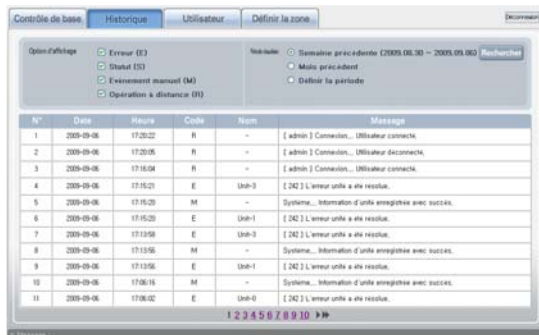 Contrôle de base
Historique
Utilisateur
Définir la zone
Déconnexion
Option d'affichage
Erreur (E)
Statut (S)
Evènement manuel (M)
Opération à distance (R)
Semainie précédente (2009.08.30 ~ 2009.09.06)
Rechercher
Mois précédent
Définir la période
N° Date Heure Code Nom Message
1 2009-09-06 17:20:22 R - [ admin ] Connexion,,, Utilisateur connecté,
2 2009-09-06 17:20:05 R - [ admin ] Connexion,,, Utilisateur déconnecté,
3 2009-09-06 17:16:04 R - [ admin ] Connexion,,, Utilisateur connecté,
4 2009-09-06 17:15:21 E Unit-3 [ 242 ] L'erreur unité a été résolue,
5 2009-09-06 17:15:20 M - Système,,, Information d'unité enregistrée avec succès,
6 2009-09-06 17:15:20 E Unit-1 [ 242 ] L'erreur unité a été résolue,
7 2009-09-06 17:13:58 E Unit-3 [ 242 ] L'erreur unité a été résolue,
8 2009-09-06 17:13:56 M - Système,,, Information d'unité enregistrée avec succès,
9 2009-09-06 17:13:56 E Unit-1 [ 242 ] L'erreur unité a été résolue,
10 2009-09-06 17:06:16 M - Système,,, Information d'unité enregistrée avec succès,
11 2009-09-06 17:06:02 E Unit-0 [ 242 ] L'erreur unité a été résolue,
1 2 3 4 5 6 7 8 9 10